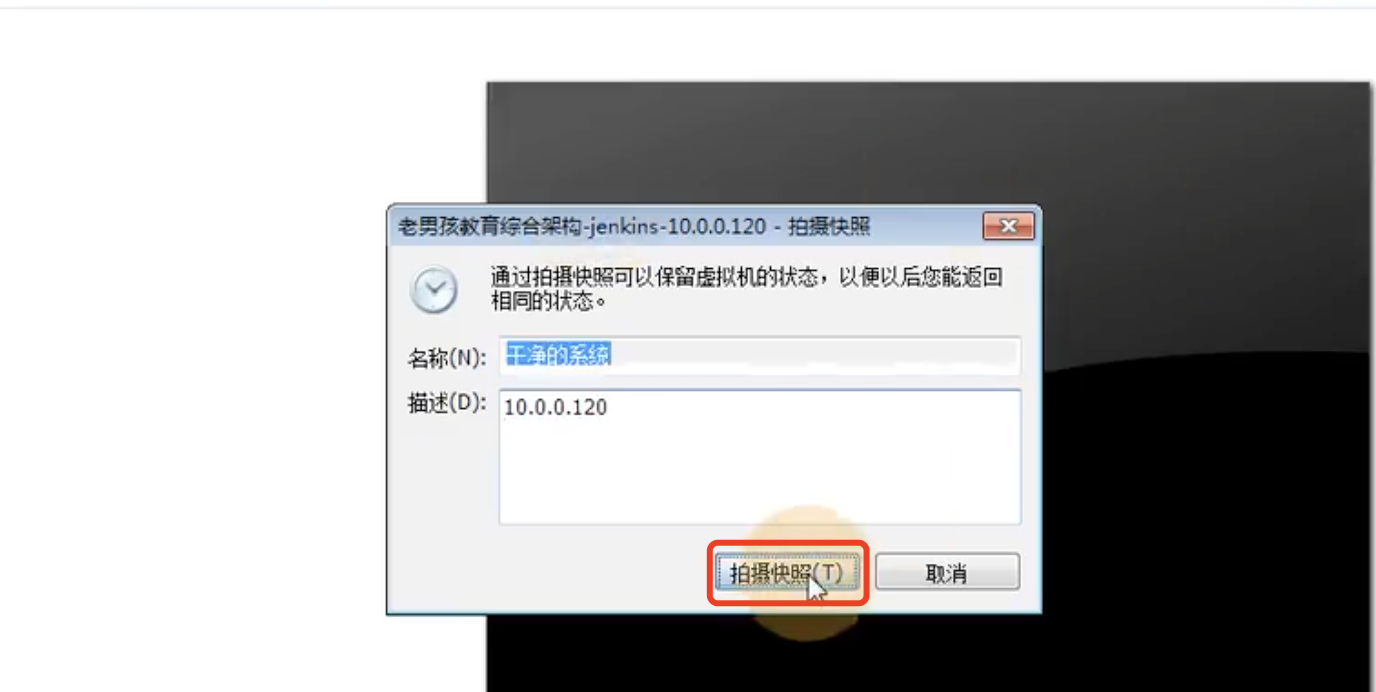 老男孩教育综合架构-jenkins-10.0.0.120 - 拍摄快照
通过拍摄快照可以保留虚拟机的状态，以便以后您能返回
相同的状态。
名称(N): 干净的系统
描述(D): 10.0.0.120
拍摄快照(T) 取消